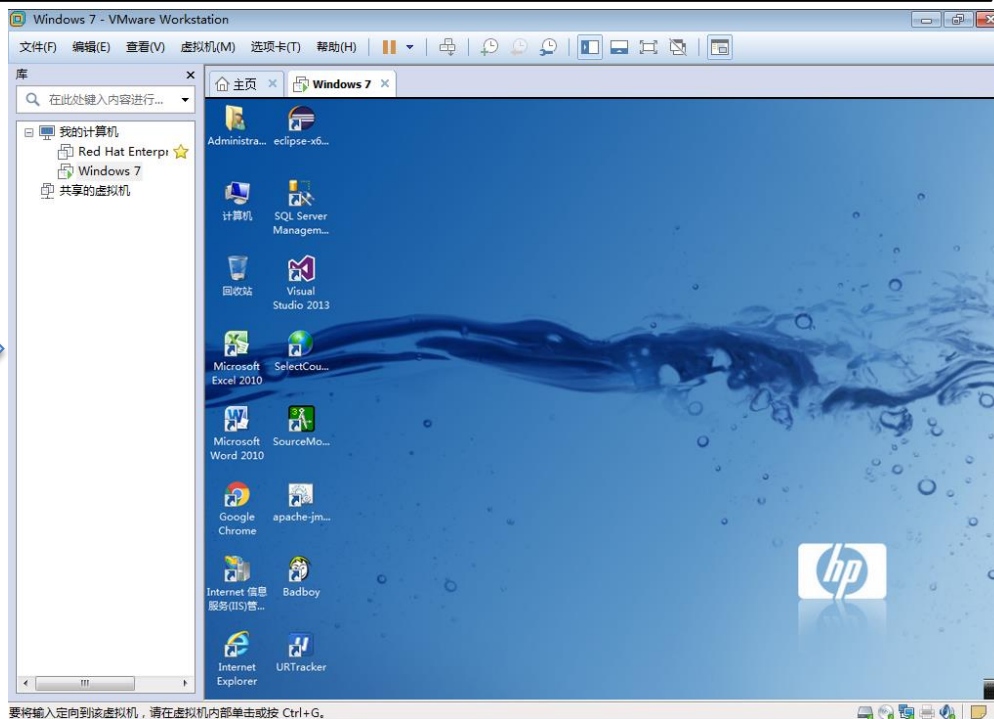 Windows 7 - VMware Workstation
文件(F) 编辑(E) 查看(V) 虚拟机(M) 选项卡(T) 帮助(H)
库
在此处键入内容进行...
我的计算机
Red Hat Enterpr
Windows 7
共享的虚拟机
主页
Windows 7
Administra...
eclipse-x6...
计算机
SQL Server
Managem...
回收站
Visual
Studio 2013
Microsoft
Excel 2010
SelectCou...
Microsoft
Word 2010
SourceMo...
Google
Chrome
apache-jm...
Internet 信息
服务(IIS)管...
Badboy
Internet
Explorer
URTracker
hp
要将输入定向到该虚拟机，请在虚拟机内部单击或按 Ctrl+G。